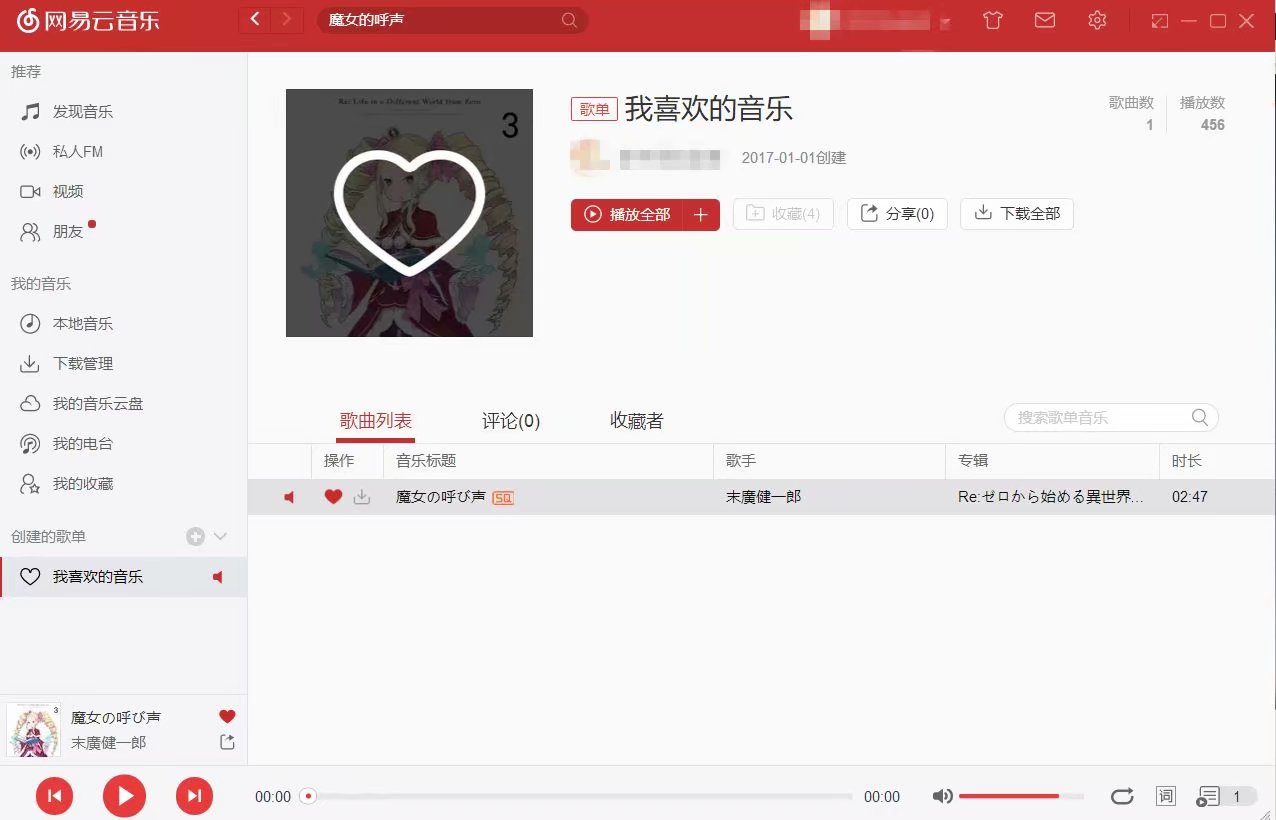 网易云音乐
魔女的呼声
推荐
发现音乐
私人FM
视频
朋友
我的音乐
本地音乐
下载管理
我的音乐云盘
我的电台
我的收藏
创建的歌单
我喜欢的音乐
Re: Life in a Different World from Zero
3
歌单 我喜欢的音乐
2017-01-01创建
歌曲数 播放数
1 456
播放全部 + 收藏(4) 分享(0) 下载全部
歌曲列表 评论(0) 收藏者
搜索歌单音乐
操作 音乐标题 歌手 专辑 时长
魔女の呼び声 SQ 末廣健一郎 Re:ゼロから始める異世界... 02:47
3
魔女の呼び声
末廣健一郎
00:00 00:00 词 1